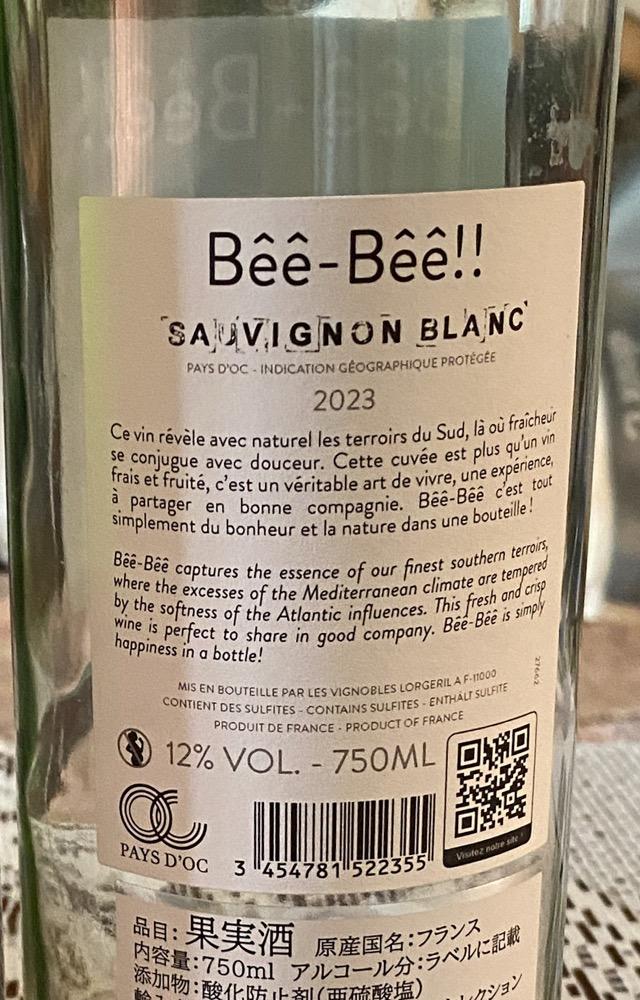 Bêê-Bêê!!
SAUVIGNON BLANC
PAYS D'OC - INDICATION GÉOGRAPHIQUE PROTÉGÉE
2023
Ce vin révèle avec naturel les terroirs du Sud, là où fraîcheur
se conjugue avec douceur. Cette cuvée est plus qu'un vin
frais et fruité, c'est un véritable art de vivre, une expérience,
à partager en bonne compagnie. Bêê-Bêê c'est tout
simplement du bonheur et la nature dans une bouteille !
Bêê-Bêê captures the essence of our finest southern terroirs,
where the excesses of the Mediterranean climate are tempered
by the softness of the Atlantic influences. This fresh and crisp
wine is perfect to share in good company. Bêê-Bêê is simply
happiness in a bottle!
27662
MIS EN BOUTEILLE PAR LES VIGNOBLES LORGERIL A F-11000
CONTIENT DES SULFITES - CONTAINS SULFITES - ENTHÄLT SULFITE
PRODUIT DE FRANCE - PRODUCT OF FRANCE
12% VOL. - 750ML
PAYS D'OC
3 454781 522355
Visitez notre site !
品目:果実酒 原産国名:フランス
内容量:750ml アルコール分:ラベルに記載
添加物:酸化防止剤(亜硫酸塩)